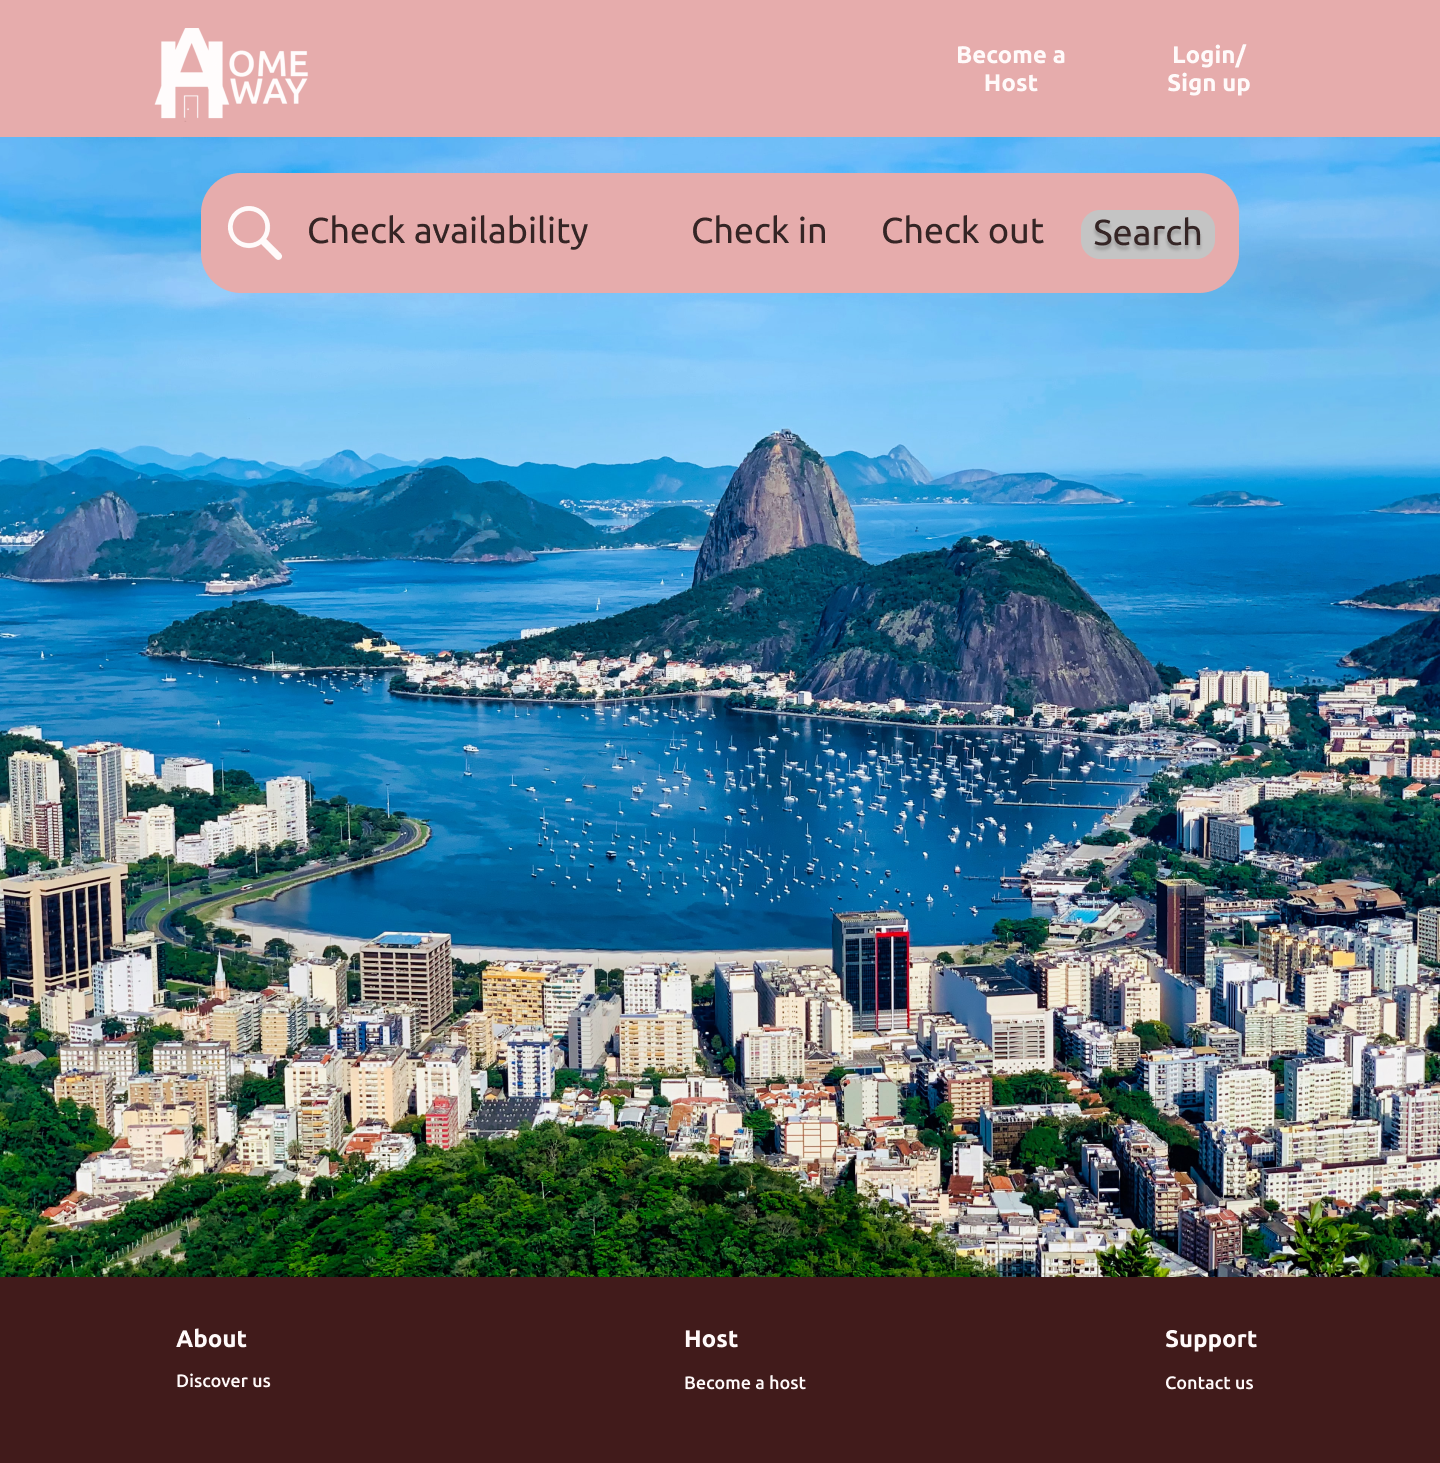 AOME
AWAY
Become a
Host
Login/
Sign up
Check availability
Check in
Check out
Search
About
Discover us
Host
Become a host
Support
Contact us